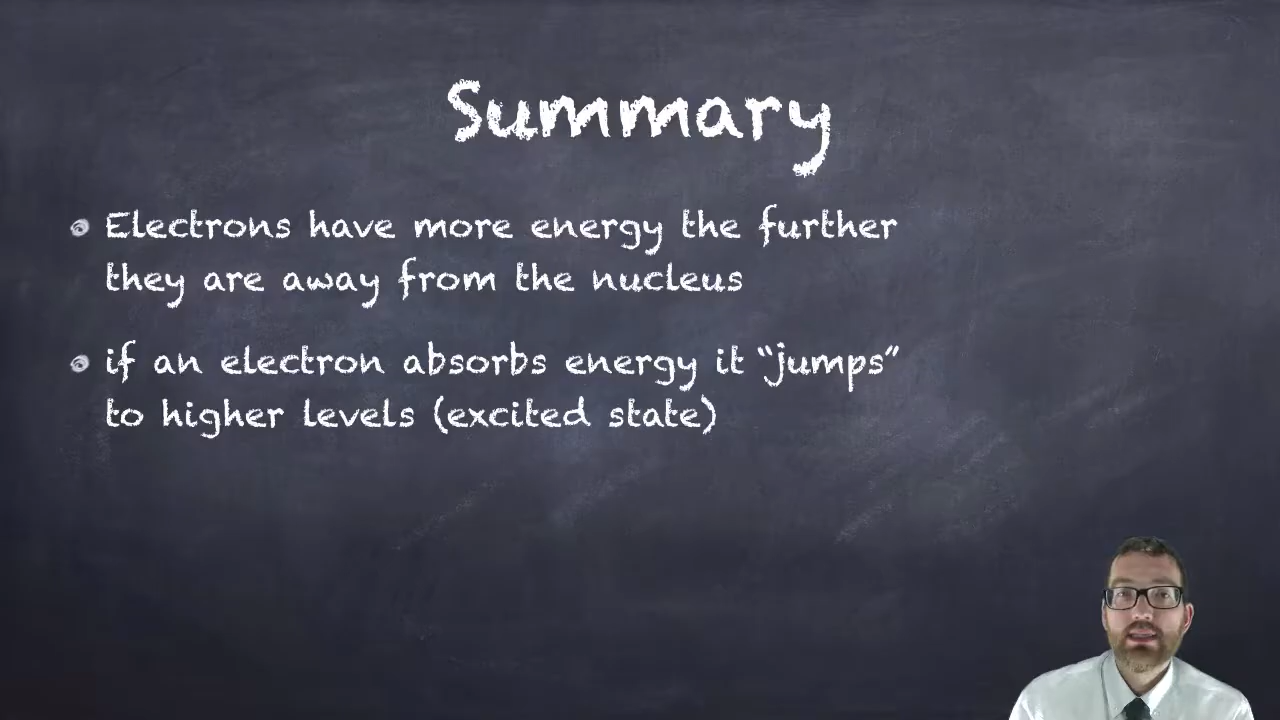 Summary
Electrons have more energy the further
they are away from the nucleus
if an electron absorbs energy it “jumps”
to higher levels (excited state)